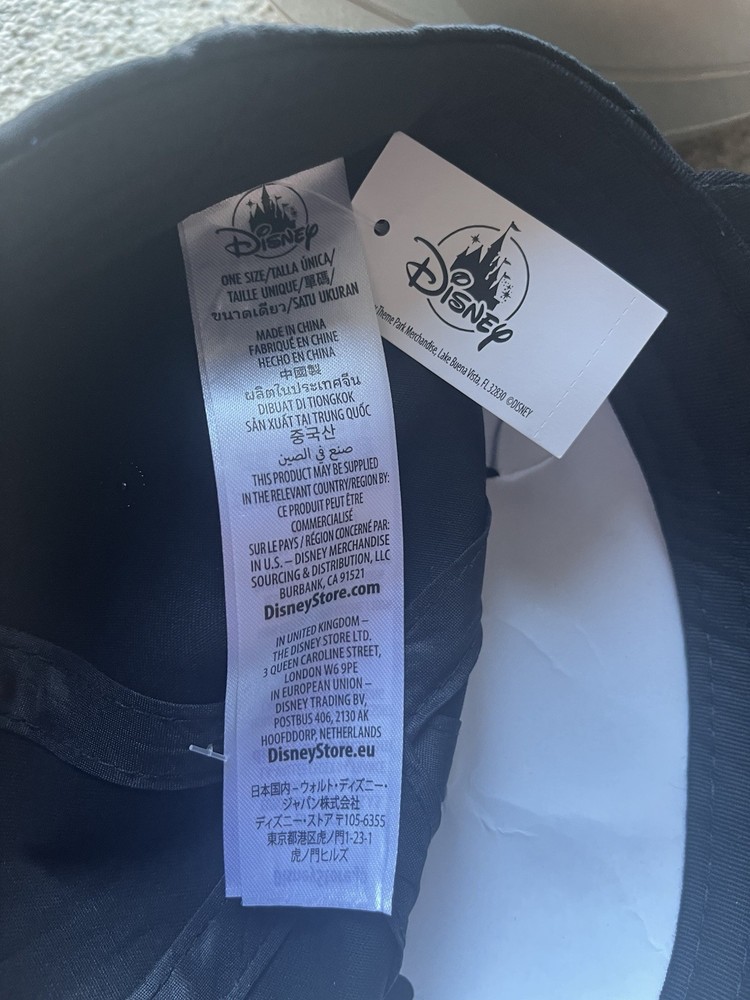 DISNEY
ONE SIZE/TALLA ÚNICA/
TAILLE UNIQUE/單碼/
ขนาดเดียว/SATU UKURAN
MADE IN CHINA
FABRIQUÉ EN CHINE
HECHO EN CHINA
中國製
ผลิตในประเทศจีน
DIBUAT DI TIONGKOK
SẢN XUẤT TẠI TRUNG QUỐC
중국산
صنع في الصين
THIS PRODUCT MAY BE SUPPLIED
IN THE RELEVANT COUNTRY/REGION BY:
CE PRODUIT PEUT ÊTRE
COMMERCIALISÉ
SUR LE PAYS / RÉGION CONCERNÉ PAR:
IN U.S. – DISNEY MERCHANDISE
SOURCING & DISTRIBUTION, LLC
BURBANK, CA 91521
DisneyStore.com
IN UNITED KINGDOM –
THE DISNEY STORE LTD.
3 QUEEN CAROLINE STREET,
LONDON W6 9PE
IN EUROPEAN UNION –
DISNEY TRADING BV,
POSTBUS 406, 2130 AK
HOOFDDORP, NETHERLANDS
DisneyStore.eu
日本国内–ウォルト・ディズニー・
ジャパン株式会社
ディズニー・ストア〒105-6355
東京都港区虎ノ門1-23-1
虎ノ門ヒルズ
DISNEY
Theme Park Merchandise, Lake Buena Vista, FL 32830 ©DISNEY